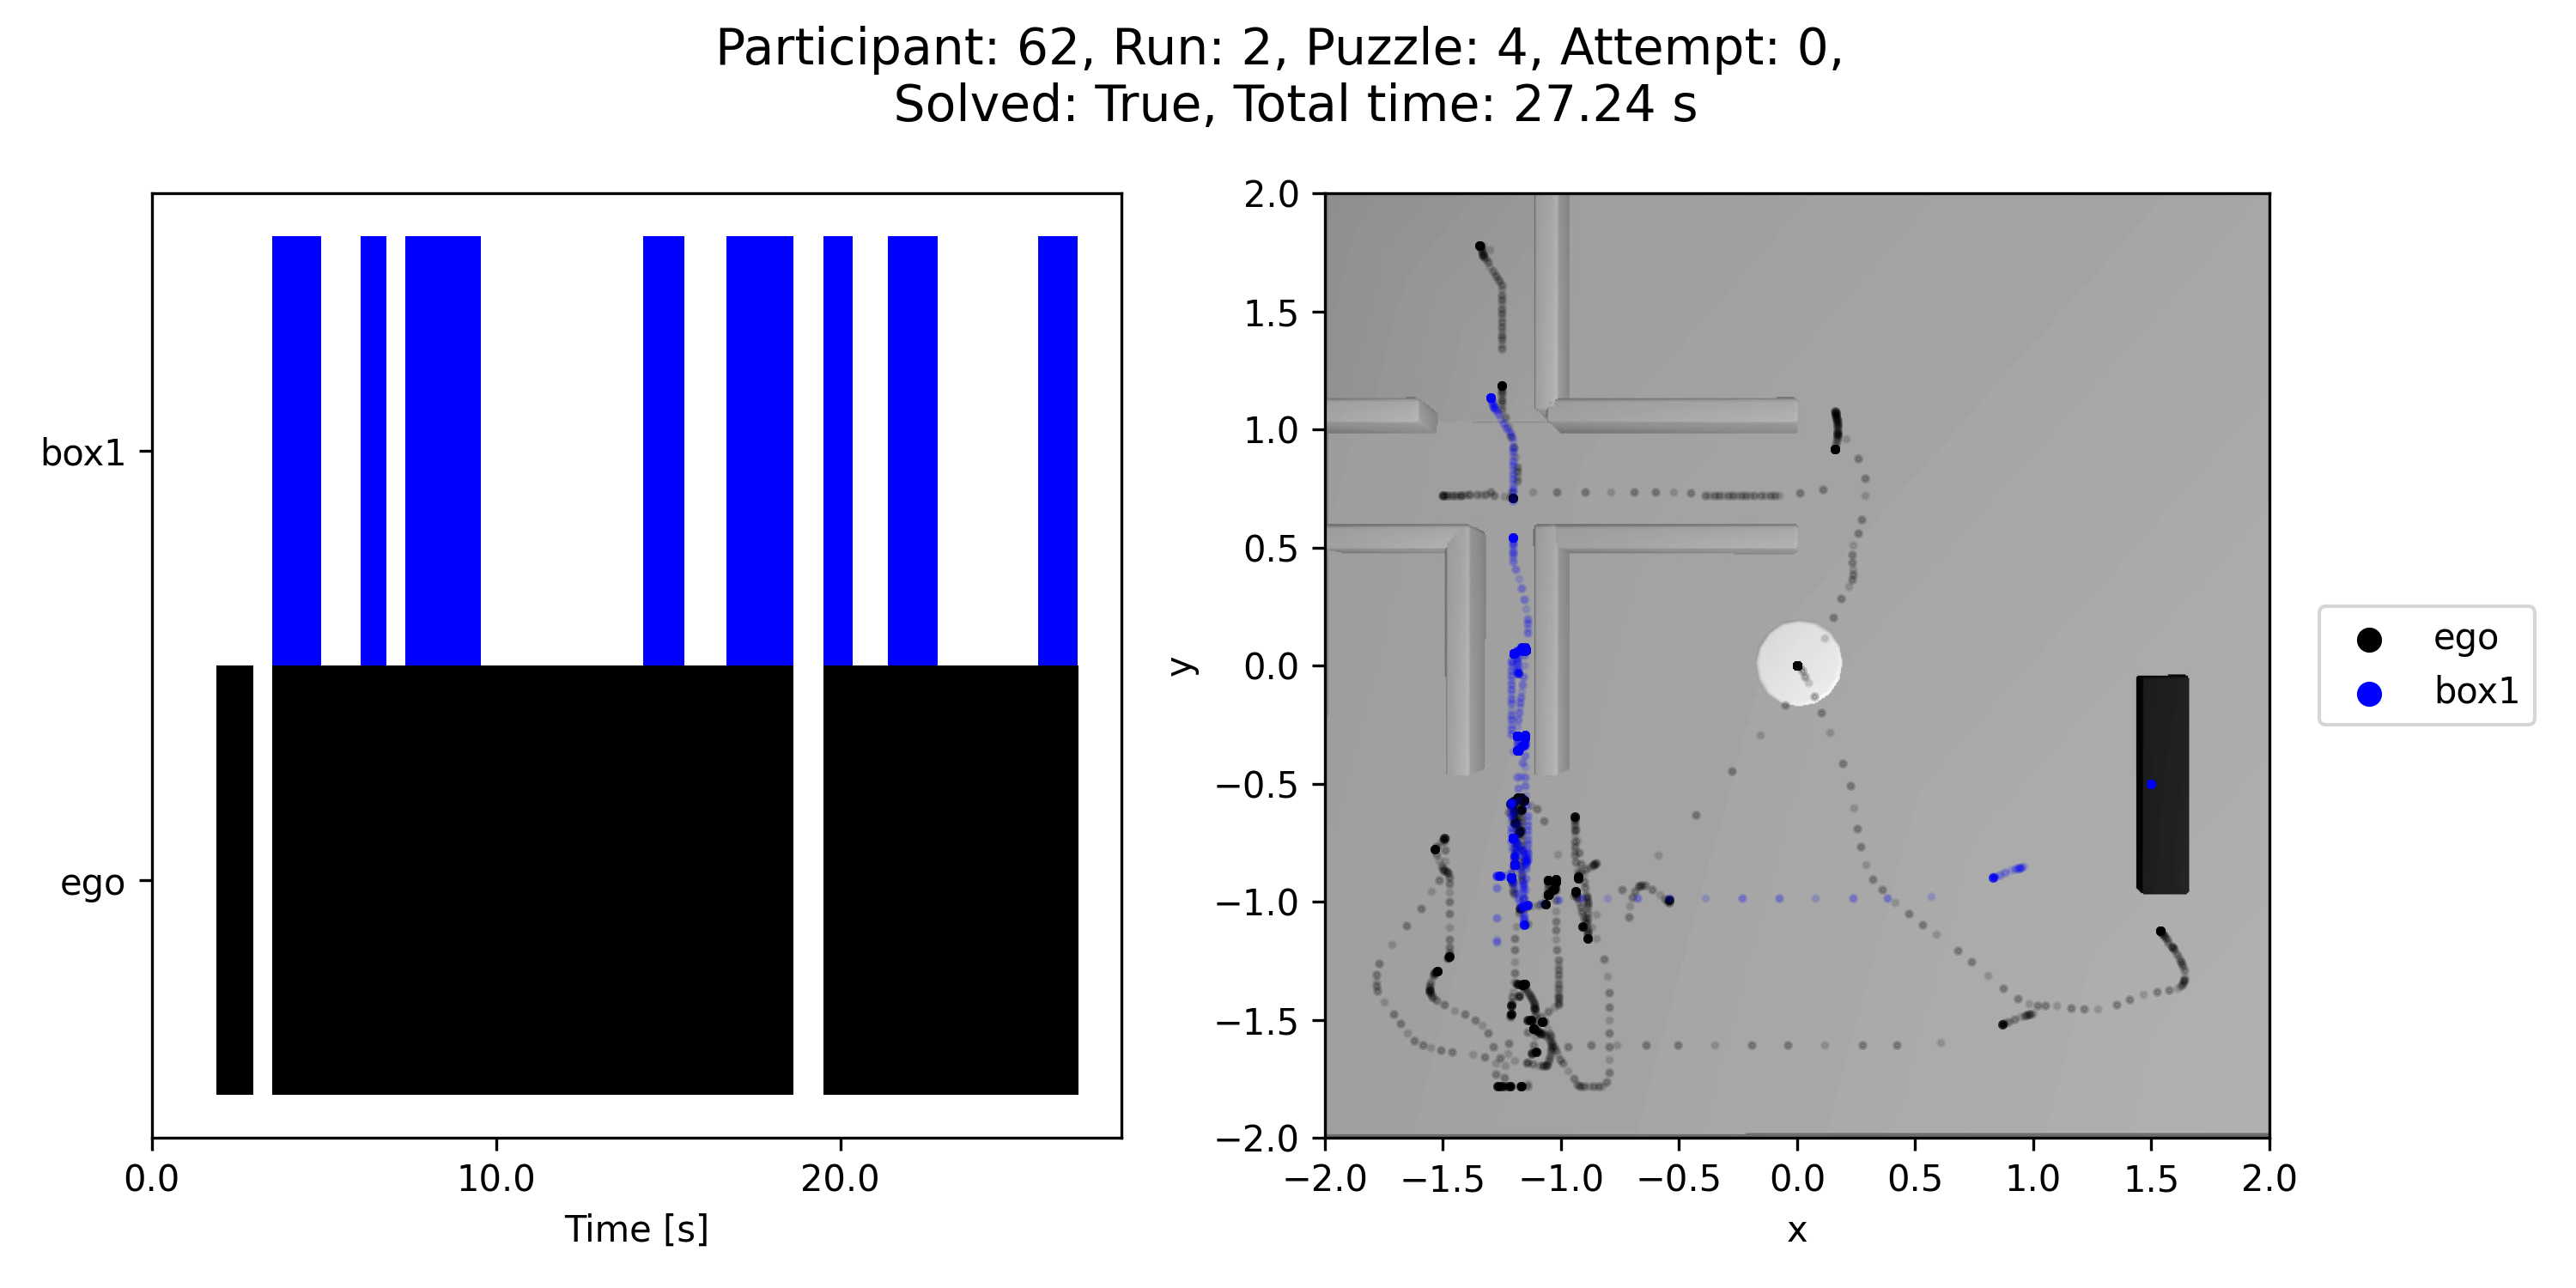 Participant: 62, Run: 2, Puzzle: 4, Attempt: 0,
Solved: True, Total time: 27.24 s
box1
ego
0.0
10.0
20.0
Time [s]
2.0
1.5
1.0
0.5
0.0
−0.5
−1.0
−1.5
−2.0
y
−2.0
−1.5
−1.0
−0.5
0.0
0.5
1.0
1.5
2.0
x
ego
box1